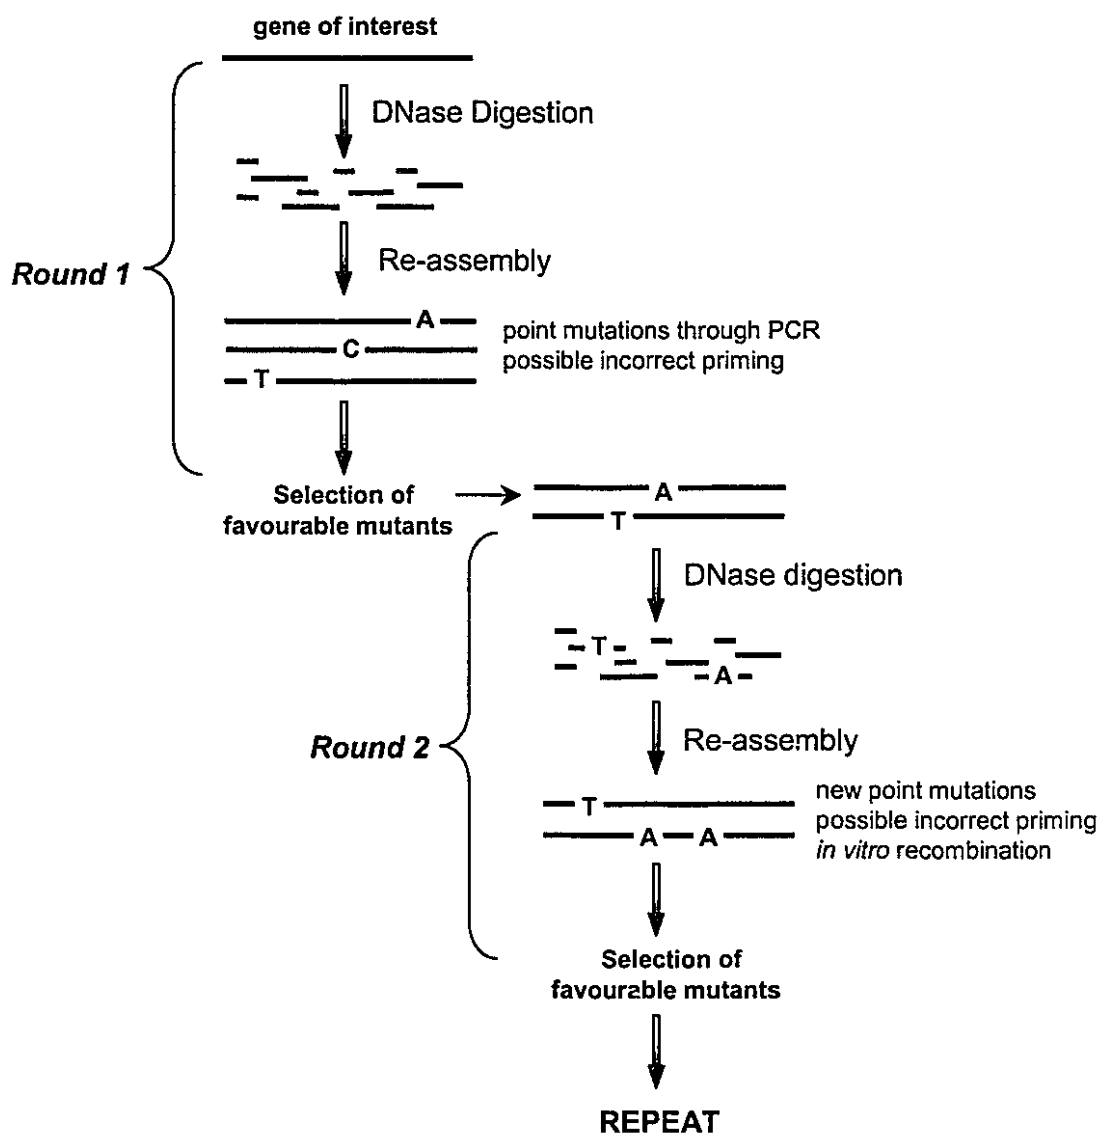 gene of interest
DNase Digestion
Re-assembly
Round 1
A
C
T
point mutations through PCR
possible incorrect priming
Selection of
favourable mutants
A
T
DNase digestion
T
A
Round 2
Re-assembly
T
A A
new point mutations
possible incorrect priming
in vitro recombination
Selection of
favourable mutants
REPEAT